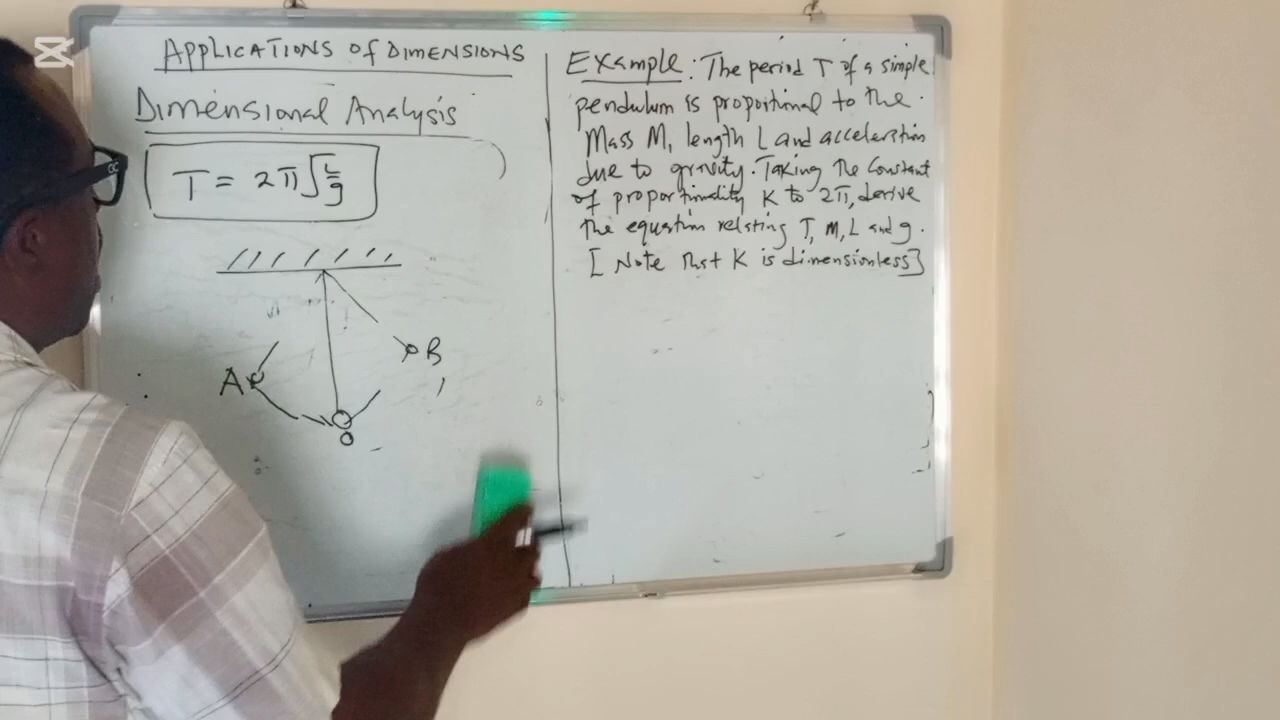 APPLICATIONS Of DIMENSIONS
Dimensional Analysis
T = 2π√L/g
A
B
O
Example: The period T of a simple
pendulum is proportional to the
Mass M, length L and acceleration
due to gravity. Taking the Constant
of proportionality K to 2π, derive
the equation relating T, M, L and g.
[Note that K is dimensionless]